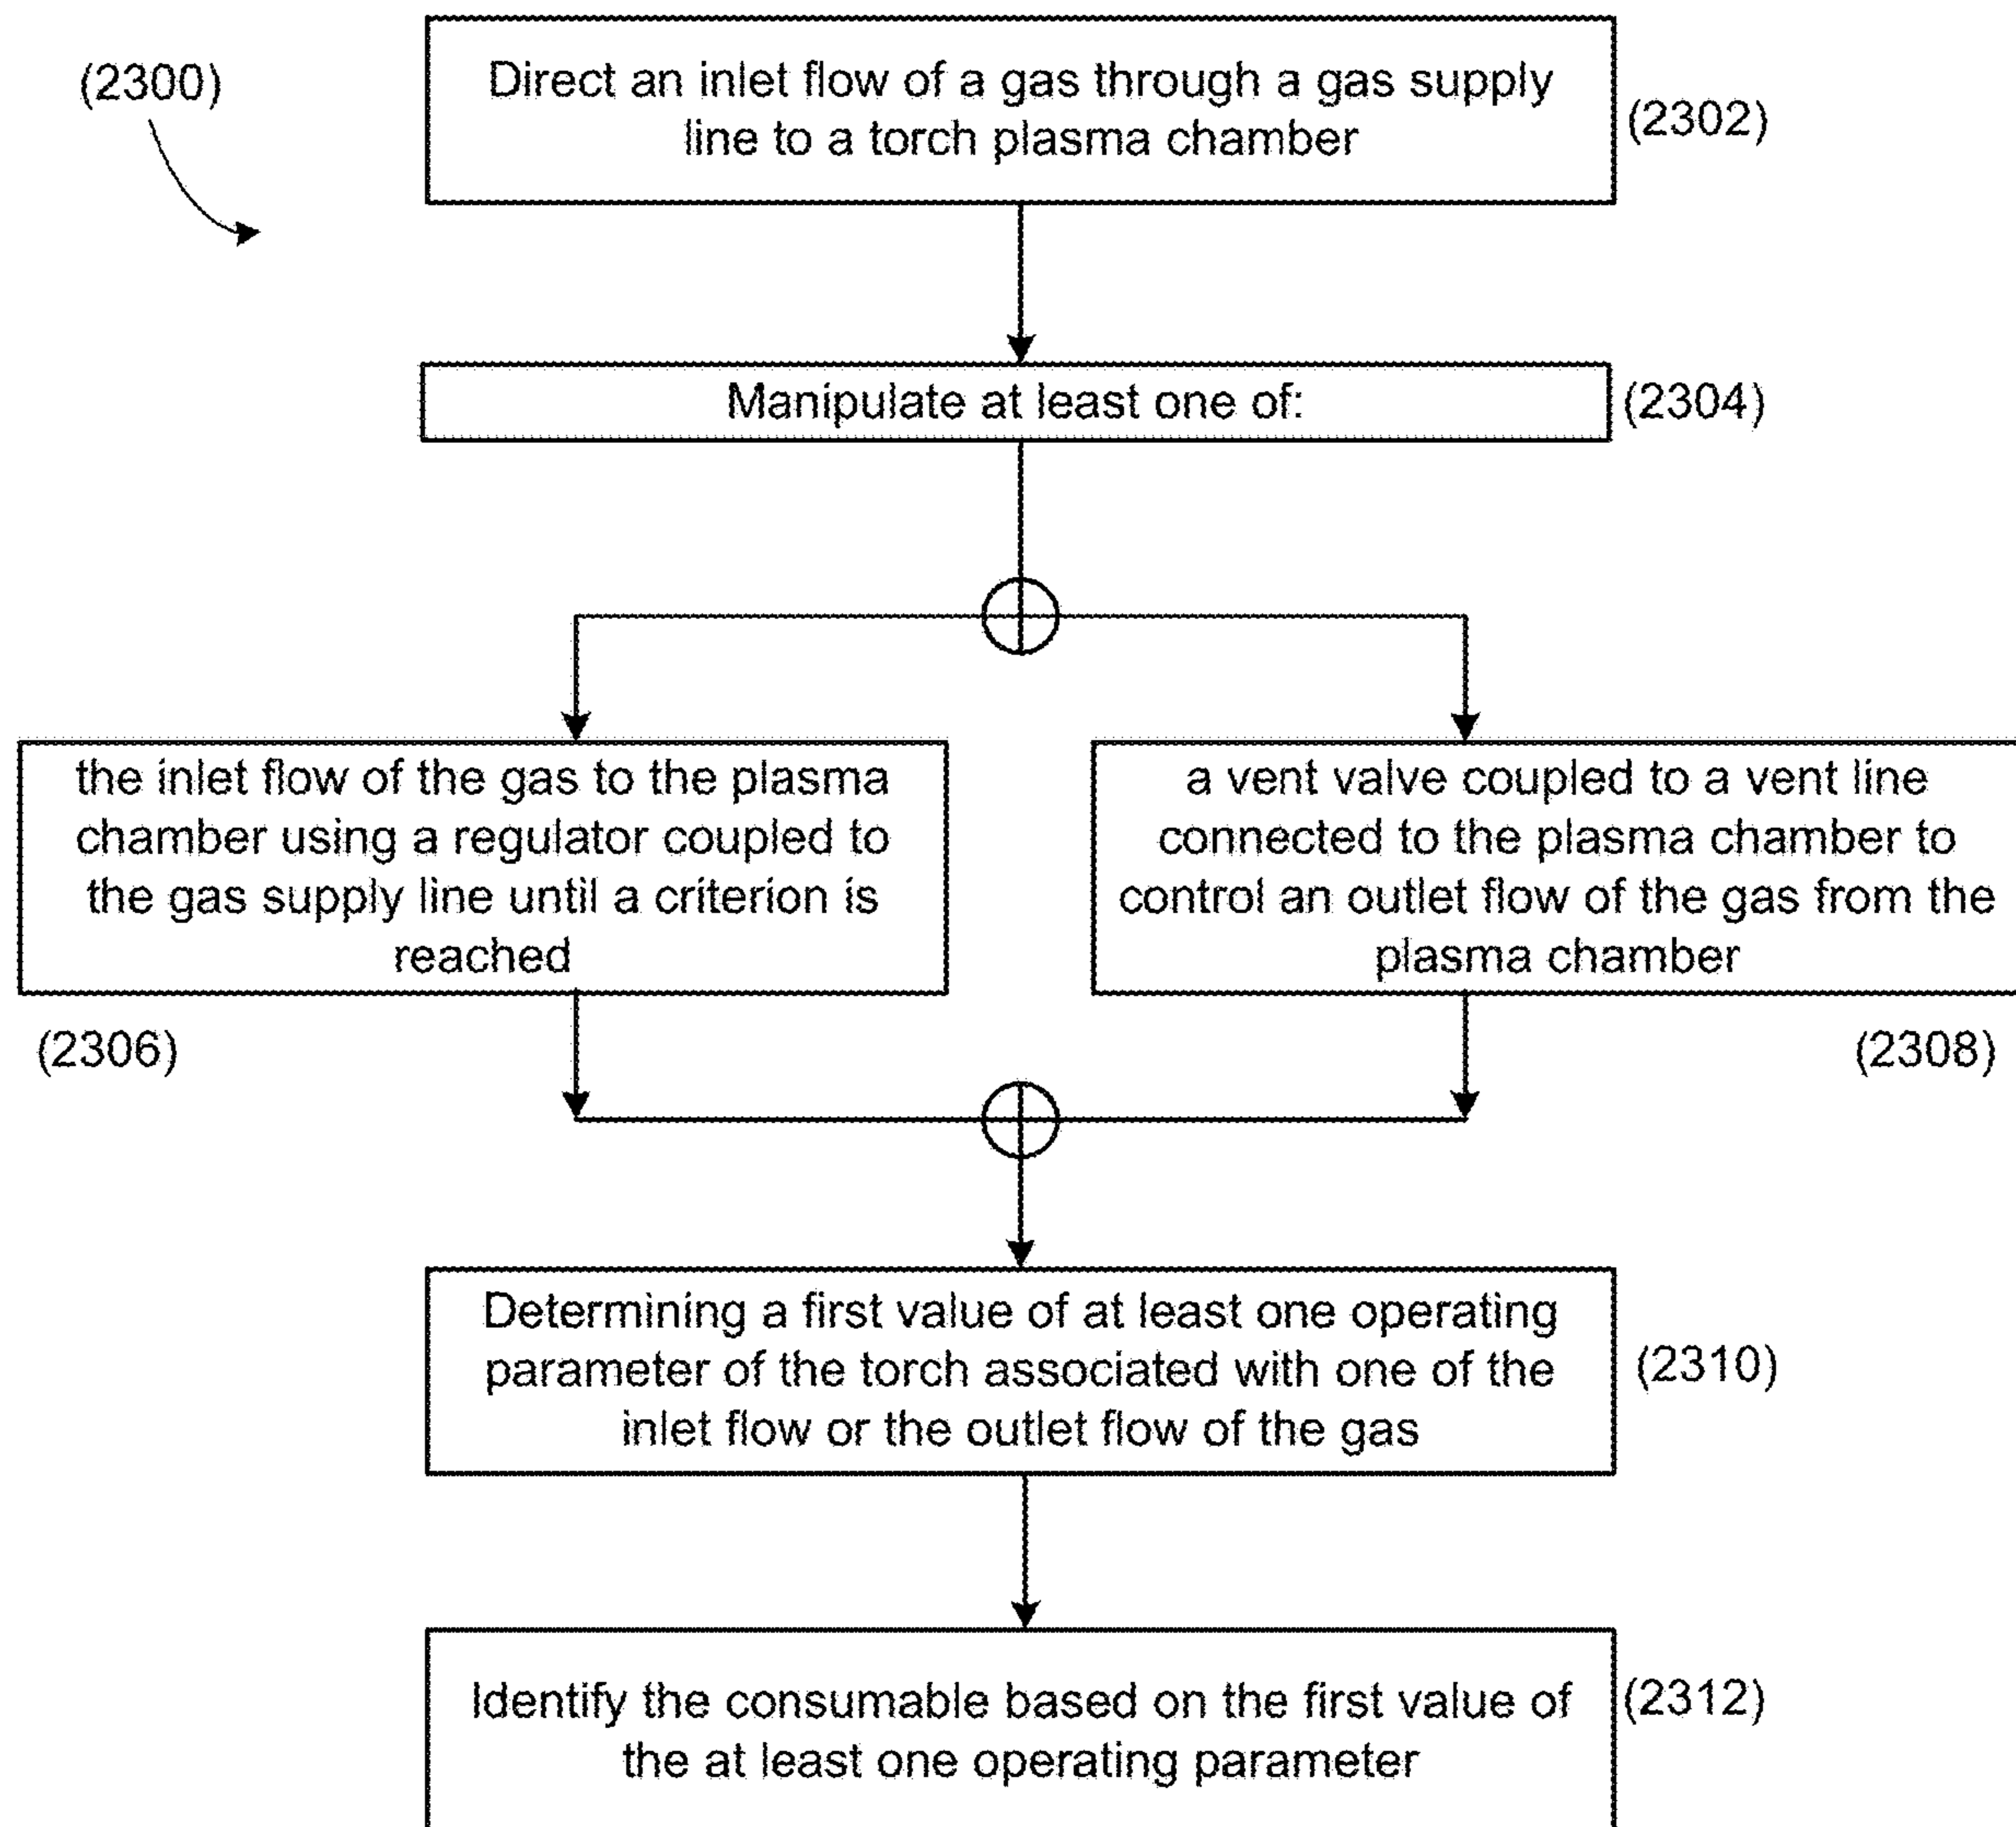 (2300)
Direct an inlet flow of a gas through a gas supply
line to a torch plasma chamber
(2302)
Manipulate at least one of:
(2304)
the inlet flow of the gas to the plasma
chamber using a regulator coupled to
the gas supply line until a criterion is
reached
(2306)
a vent valve coupled to a vent line
connected to the plasma chamber to
control an outlet flow of the gas from the
plasma chamber
(2308)
Determining a first value of at least one operating
parameter of the torch associated with one of the
inlet flow or the outlet flow of the gas
(2310)
Identify the consumable based on the first value of
the at least one operating parameter
(2312)